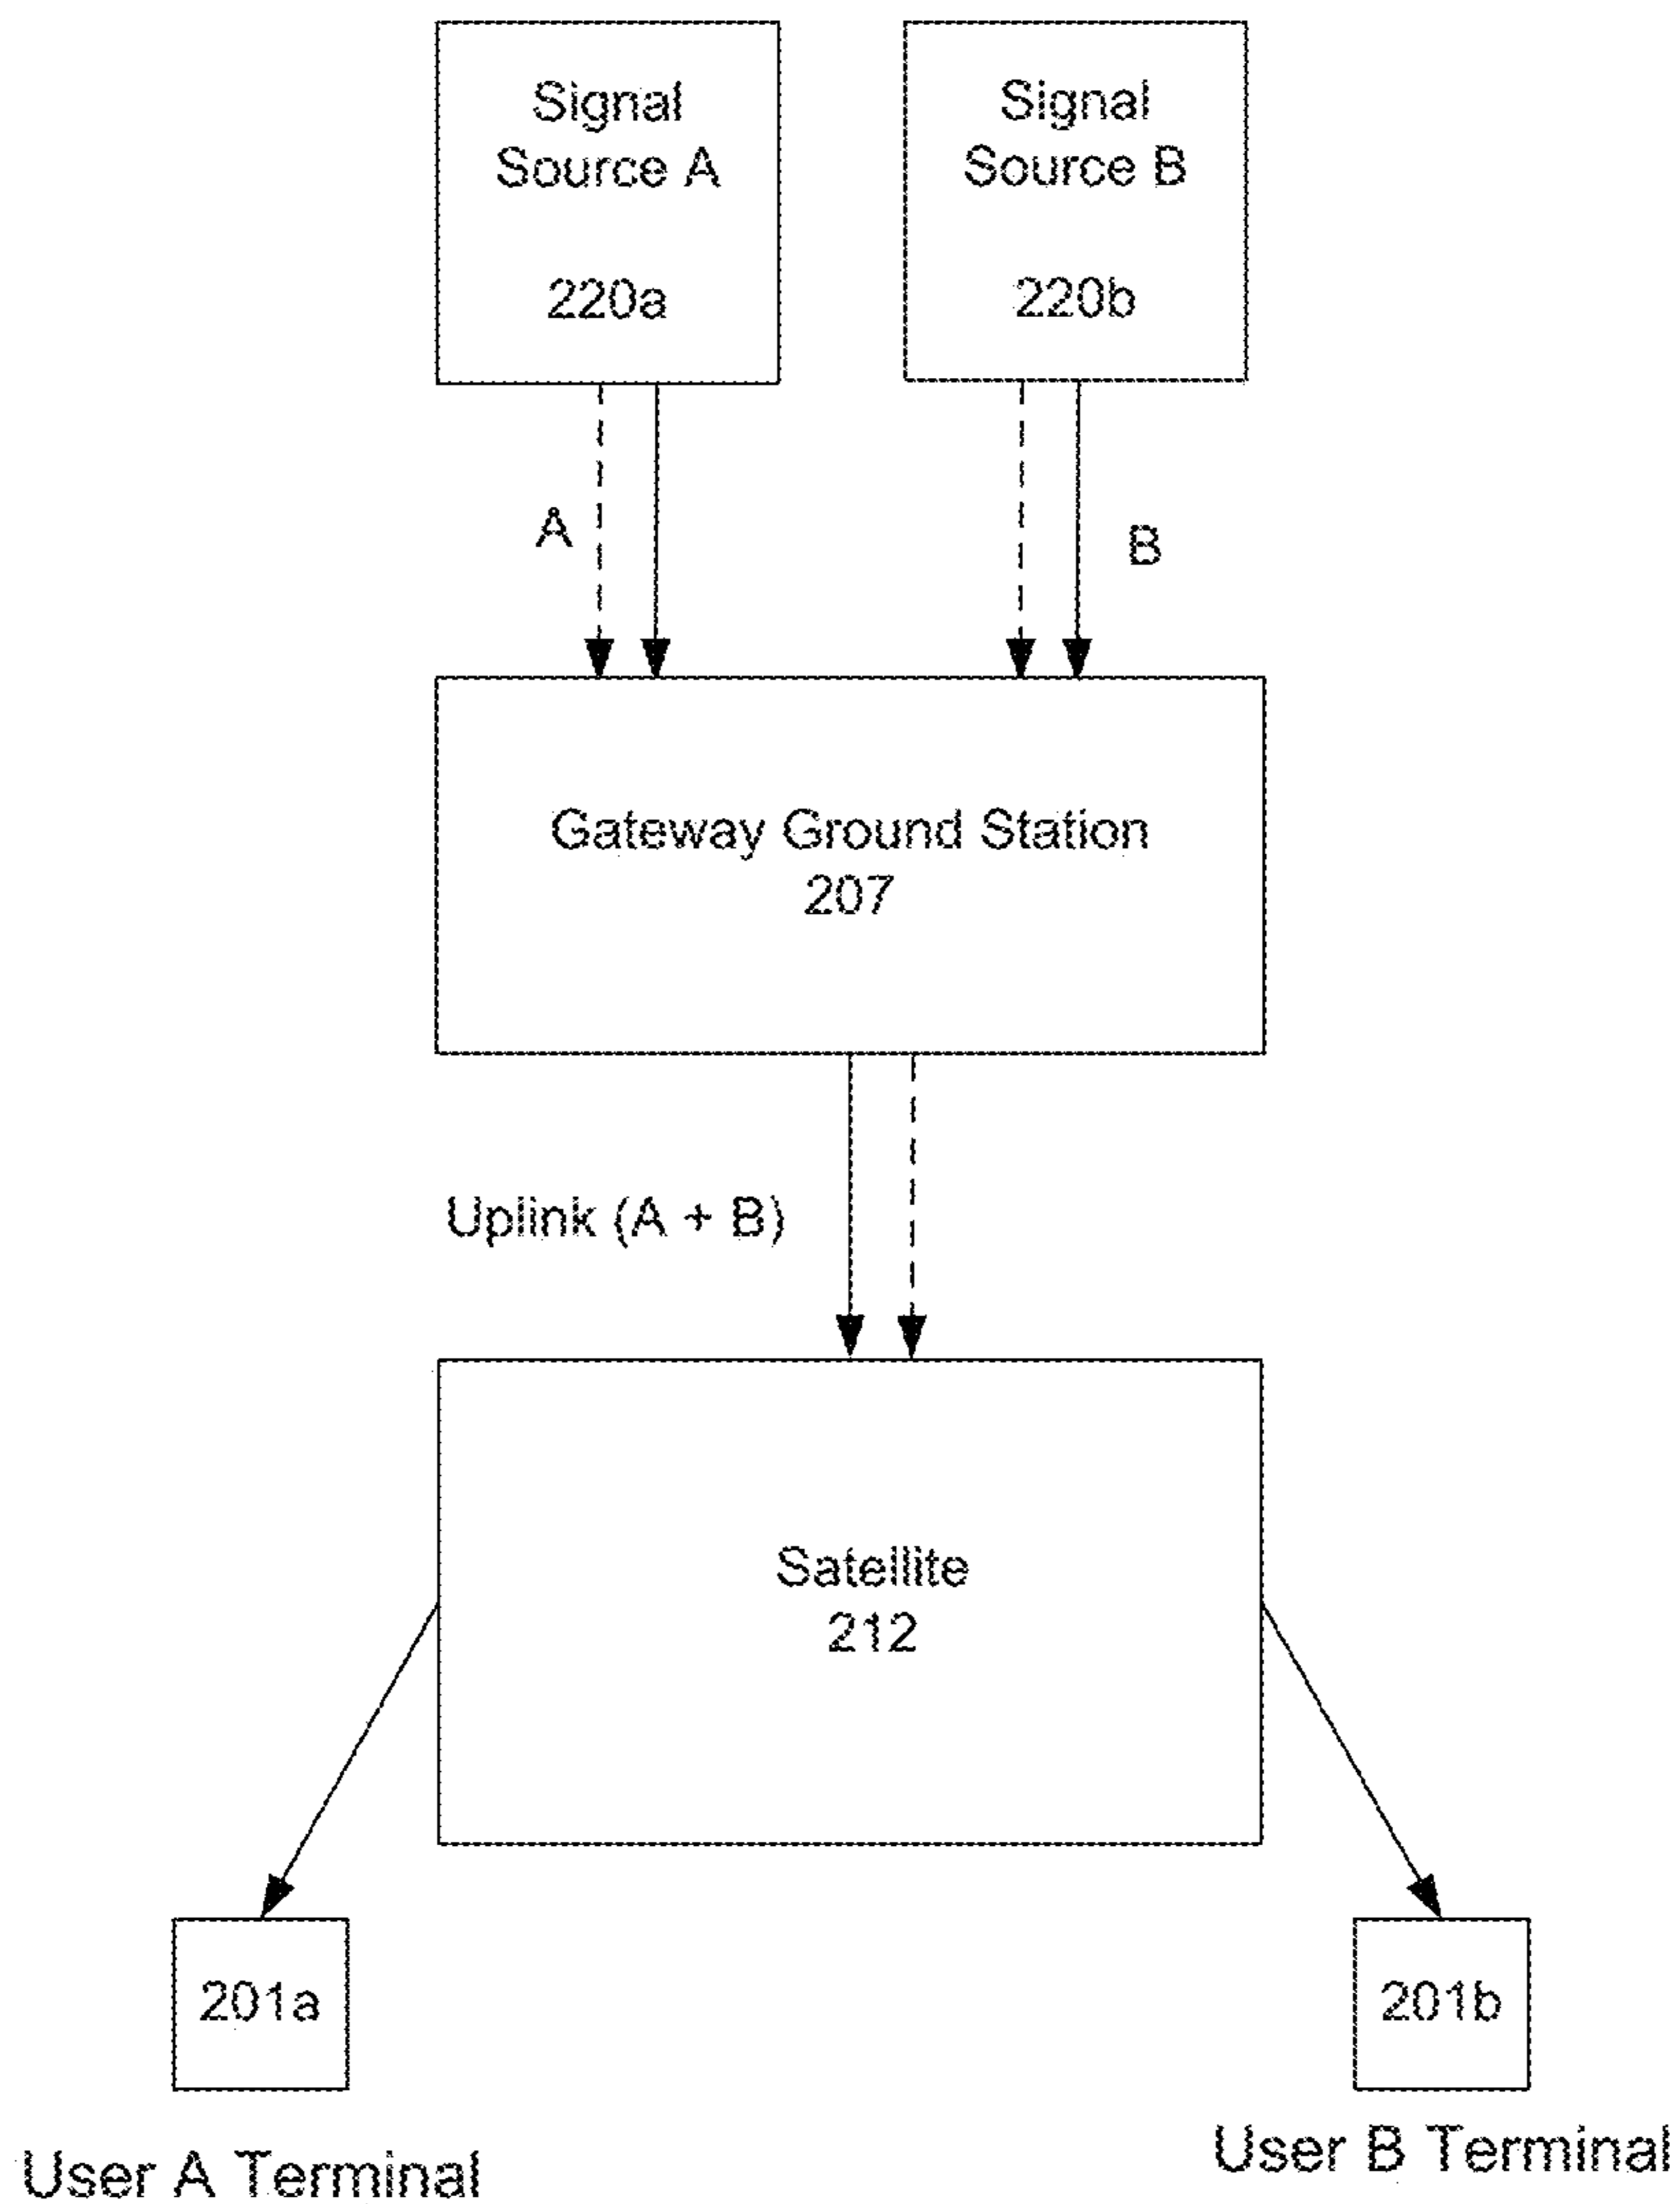 Signal
Source A
220a
Signal
Source B
220b
A
B
Gateway Ground Station
207
Uplink (A + B)
Satellite
212
201a
201b
User A Terminal
User B Terminal